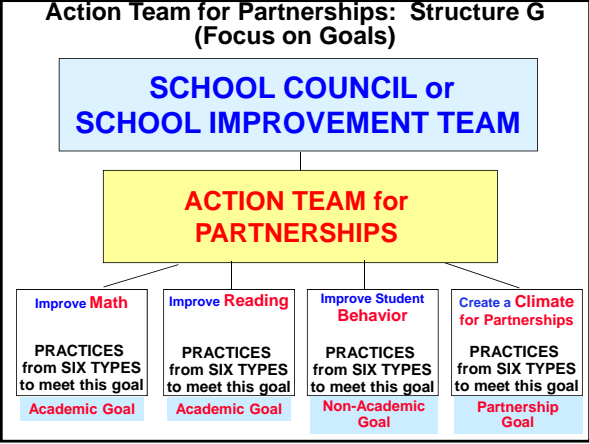 Action Team for Partnerships: Structure G
(Focus on Goals)
SCHOOL COUNCIL or
SCHOOL IMPROVEMENT TEAM
ACTION TEAM for
PARTNERSHIPS
Improve Math
PRACTICES
from SIX TYPES
to meet this goal
Academic Goal
Improve Reading
PRACTICES
from SIX TYPES
to meet this goal
Academic Goal
Improve Student
Behavior
PRACTICES
from SIX TYPES
to meet this goal
Non-Academic
Goal
Create a Climate
for Partnerships
PRACTICES
from SIX TYPES
to meet this goal
Partnership
Goal